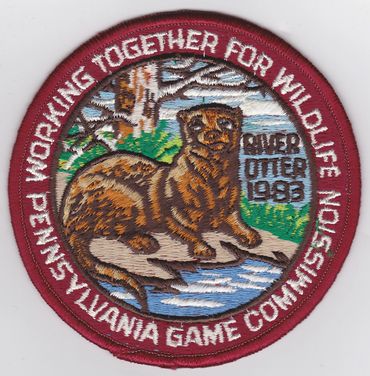 WORKING TOGETHER FOR WILDLIFE
PENNSYLVANIA GAME COMMISSION
RIVER
OTTER
1983